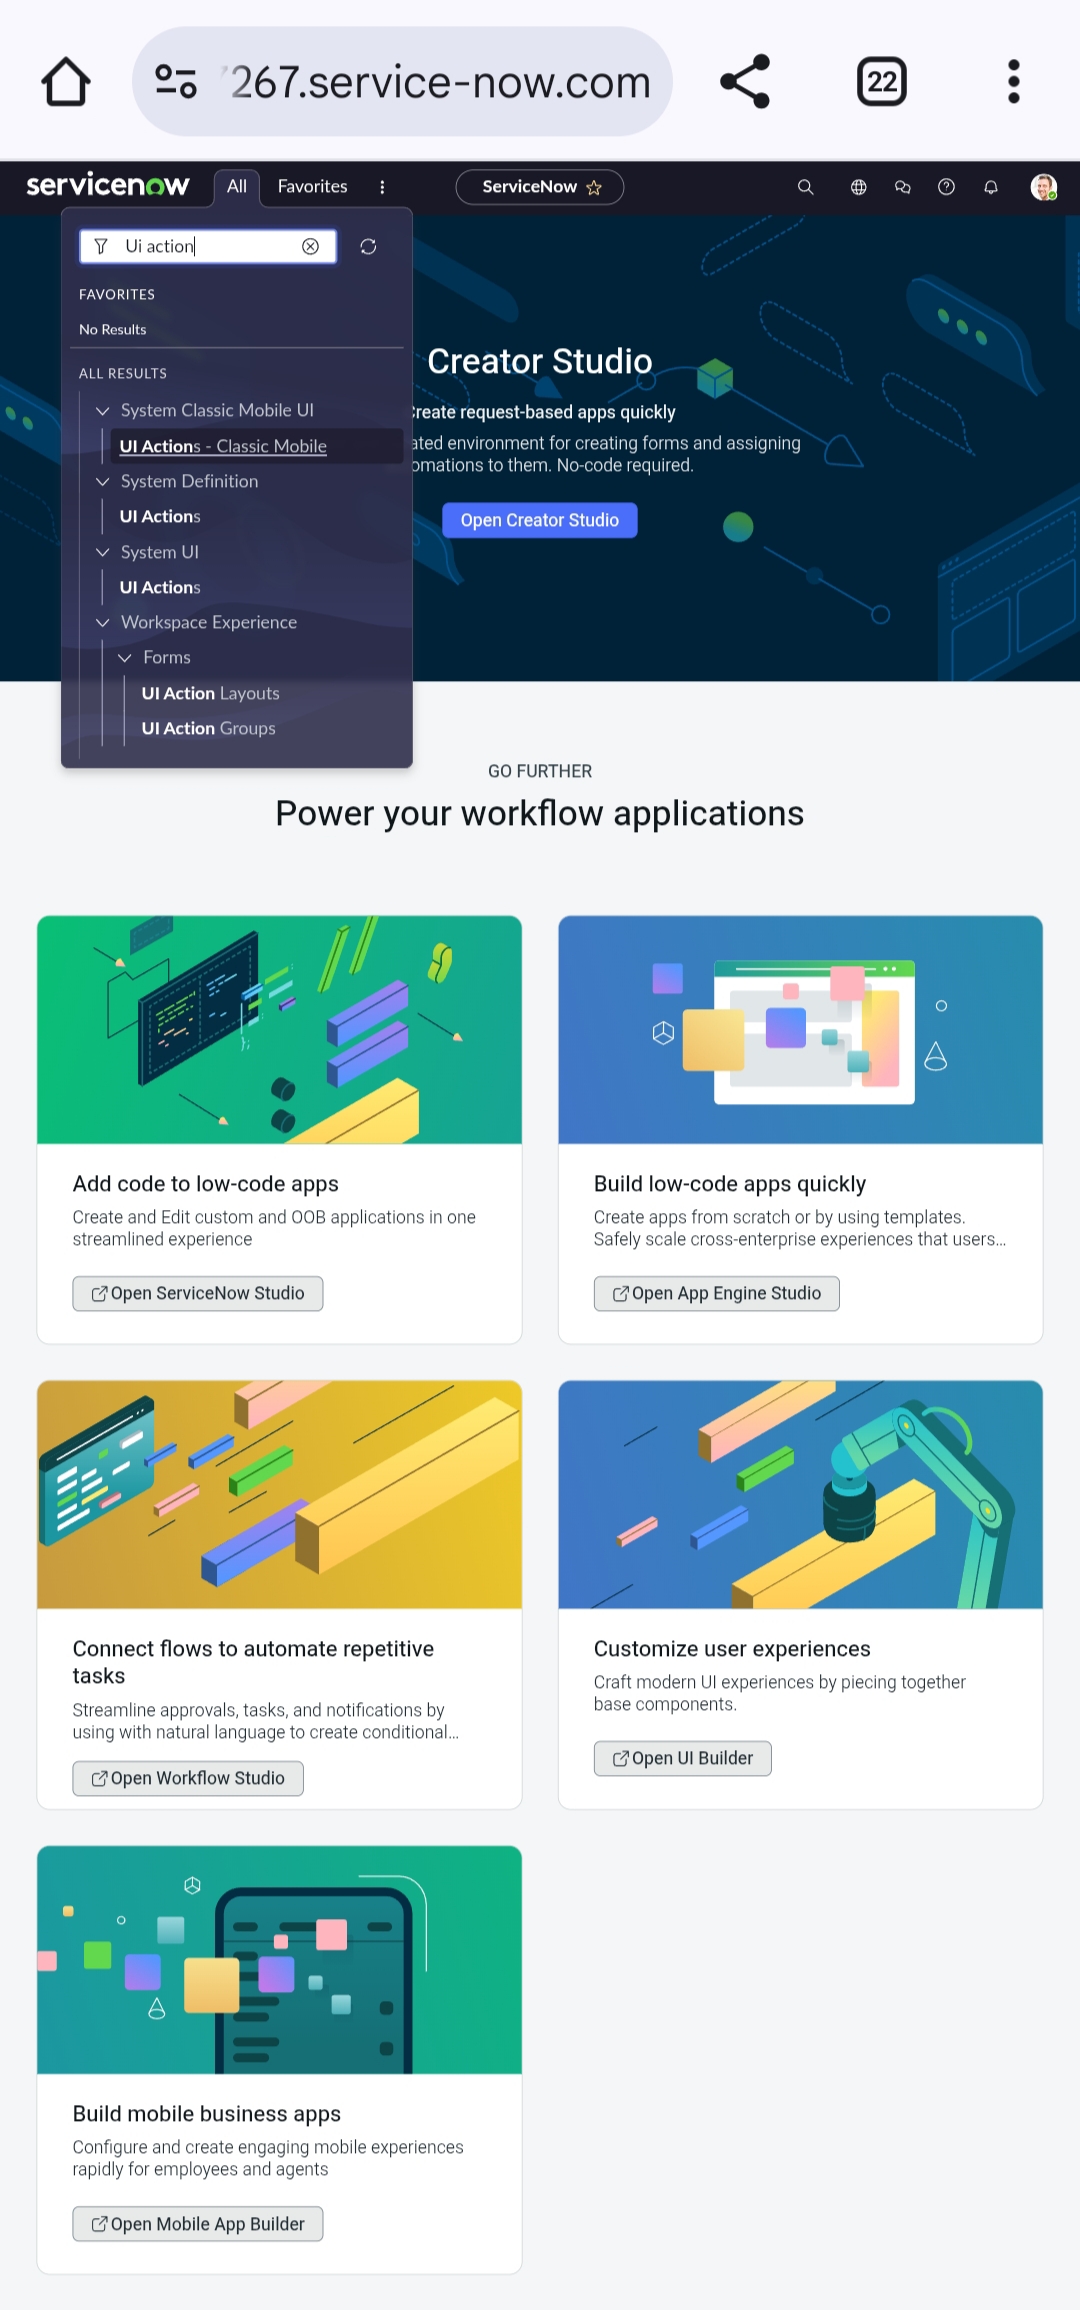 267.service-now.com
22
servicenow
All
Favorites
ServiceNow
Ui action
FAVORITES
No Results
ALL RESULTS
System Classic Mobile UI
UI Actions - Classic Mobile
System Definition
UI Actions
System UI
UI Actions
Workspace Experience
Forms
UI Action Layouts
UI Action Groups
Creator Studio
Create request-based apps quickly
environment for creating forms and assigning
to them. No-code required.
Open Creator Studio
GO FURTHER
Power your workflow applications
Add code to low-code apps
Create and Edit custom and OOB applications in one
streamlined experience
Open ServiceNow Studio
Build low-code apps quickly
Create apps from scratch or by using templates.
Safely scale cross-enterprise experiences that users...
Open App Engine Studio
Connect flows to automate repetitive
tasks
Streamline approvals, tasks, and notifications by
using with natural language to create conditional...
Open Workflow Studio
Customize user experiences
Craft modern UI experiences by piecing together
base components.
Open UI Builder
Build mobile business apps
Configure and create engaging mobile experiences
rapidly for employees and agents
Open Mobile App Builder